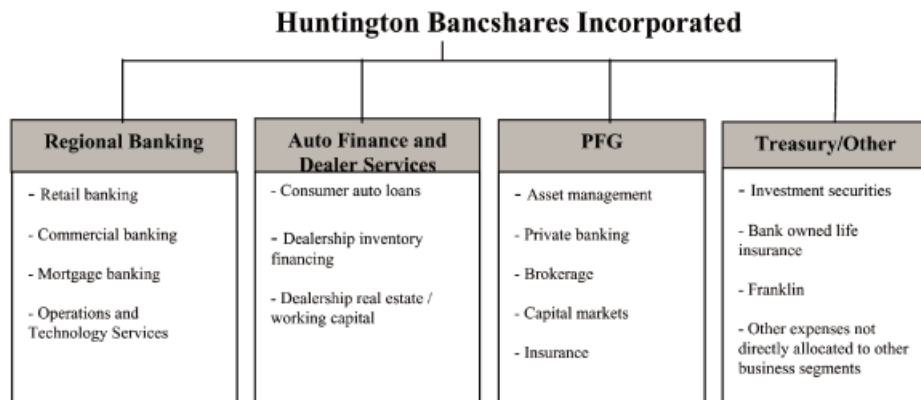 Huntington Bancshares Incorporated
Regional Banking
- Retail banking
- Commercial banking
- Mortgage banking
- Operations and
Technology Services
Auto Finance and
Dealer Services
- Consumer auto loans
- Dealership inventory
financing
- Dealership real estate /
working capital
PFG
- Asset management
- Private banking
- Brokerage
- Capital markets
- Insurance
Treasury/Other
- Investment securities
- Bank owned life
insurance
- Franklin
- Other expenses not
directly allocated to other
business segments